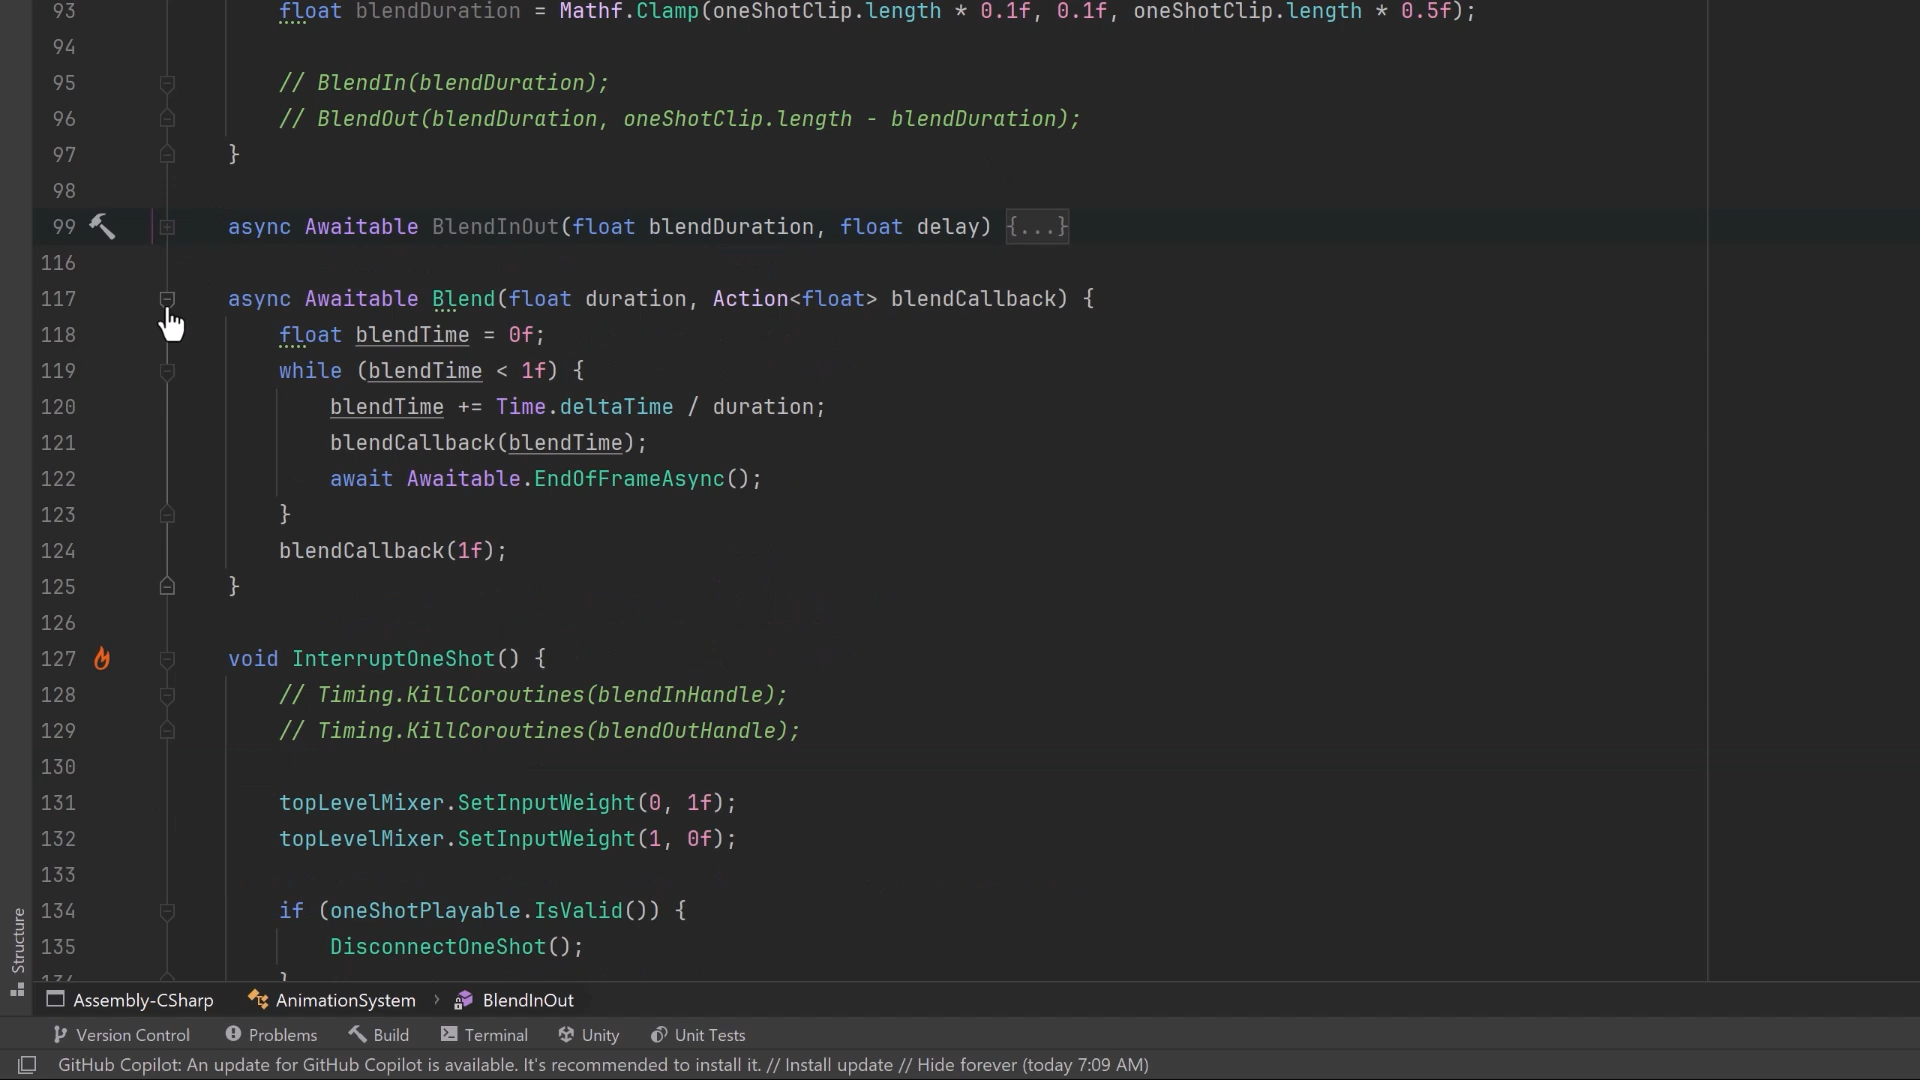 93 float blendDuration = Mathf.Clamp(oneShotClip.length * 0.1f, 0.1f, oneShotClip.length * 0.5f);
94
95 // BlendIn(blendDuration);
96 // BlendOut(blendDuration, oneShotClip.length - blendDuration);
97 }
98
99 async Awaitable BlendInOut(float blendDuration, float delay) {...}
116
117 async Awaitable Blend(float duration, Action<float> blendCallback) {
118 float blendTime = 0f;
119 while (blendTime < 1f) {
120 blendTime += Time.deltaTime / duration;
121 blendCallback(blendTime);
122 await Awaitable.EndOfFrameAsync();
123 }
124 blendCallback(1f);
125 }
126
127 void InterruptOneShot() {
128 // Timing.KillCoroutines(blendInHandle);
129 // Timing.KillCoroutines(blendOutHandle);
130
131 topLevelMixer.SetInputWeight(0, 1f);
132 topLevelMixer.SetInputWeight(1, 0f);
133
134 if (oneShotPlayable.IsValid()) {
135 DisconnectOneShot();
136 }
Structure
Assembly-CSharp AnimationSystem › BlendInOut
Version Control Problems Build Terminal Unity Unit Tests
GitHub Copilot: An update for GitHub Copilot is available. It's recommended to install it. // Install update // Hide forever (today 7:09 AM)